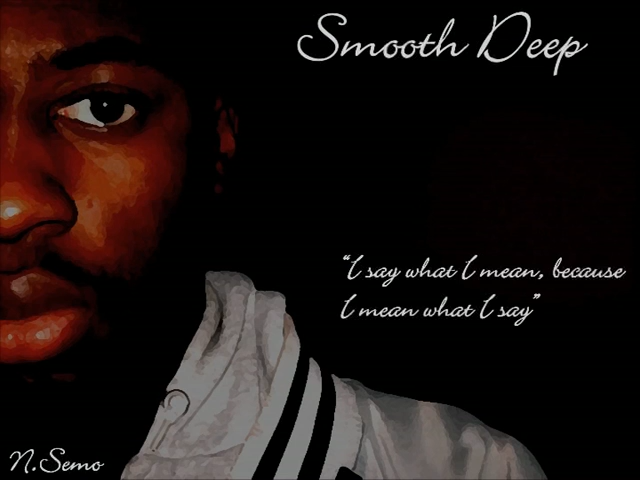 Smooth Deep
“I say what I mean, because
I mean what I say”
N.Semo